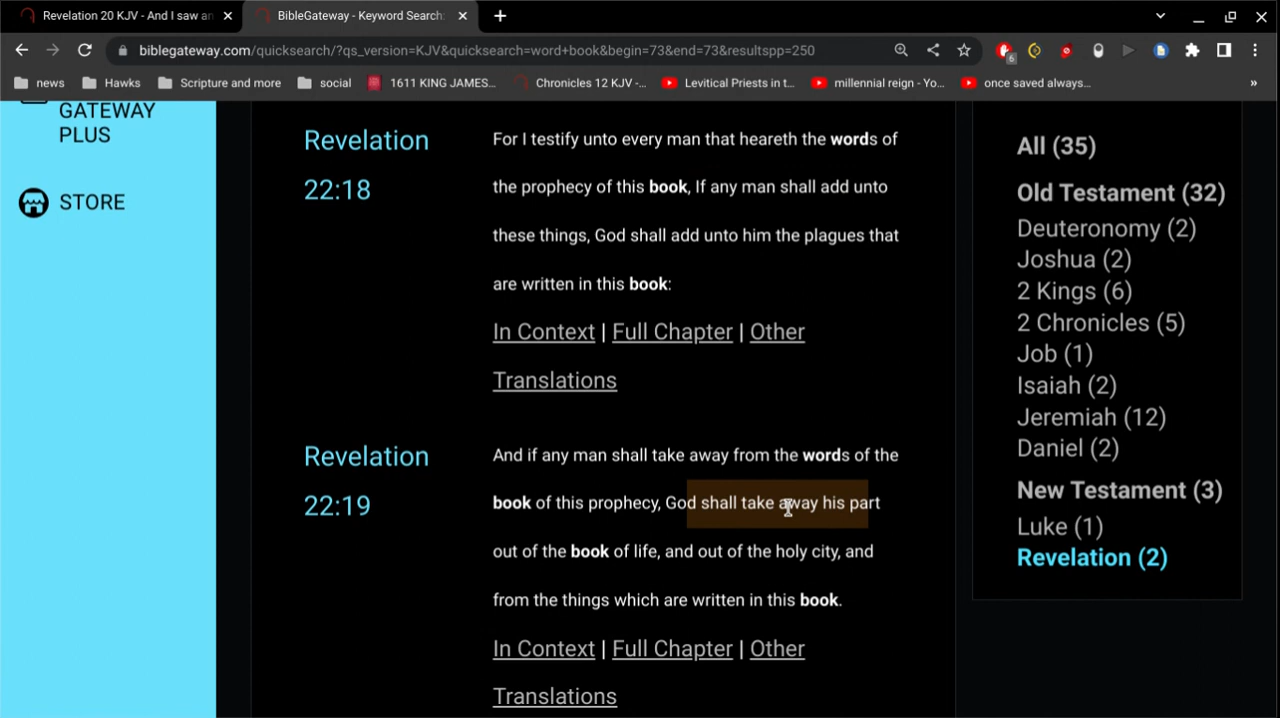 Revelation 20 KJV - And I saw an
BibleGateway - Keyword Search:
biblegateway.com/quicksearch/?qs_version=KJV&quicksearch=word+book&begin=73&end=73&resultspp=250
6
news
Hawks
Scripture and more
social
1611 KING JAMES...
Chronicles 12 KJV -...
Levitical Priests in t...
millennial reign - Yo...
once saved always...
»
GATEWAY
PLUS
STORE
Revelation
22:18
For I testify unto every man that heareth the words of
the prophecy of this book, If any man shall add unto
these things, God shall add unto him the plagues that
are written in this book:
In Context | Full Chapter | Other
Translations
Revelation
22:19
And if any man shall take away from the words of the
book of this prophecy, God shall take away his part
out of the book of life, and out of the holy city, and
from the things which are written in this book.
In Context | Full Chapter | Other
Translations
All (35)
Old Testament (32)
Deuteronomy (2)
Joshua (2)
2 Kings (6)
2 Chronicles (5)
Job (1)
Isaiah (2)
Jeremiah (12)
Daniel (2)
New Testament (3)
Luke (1)
Revelation (2)